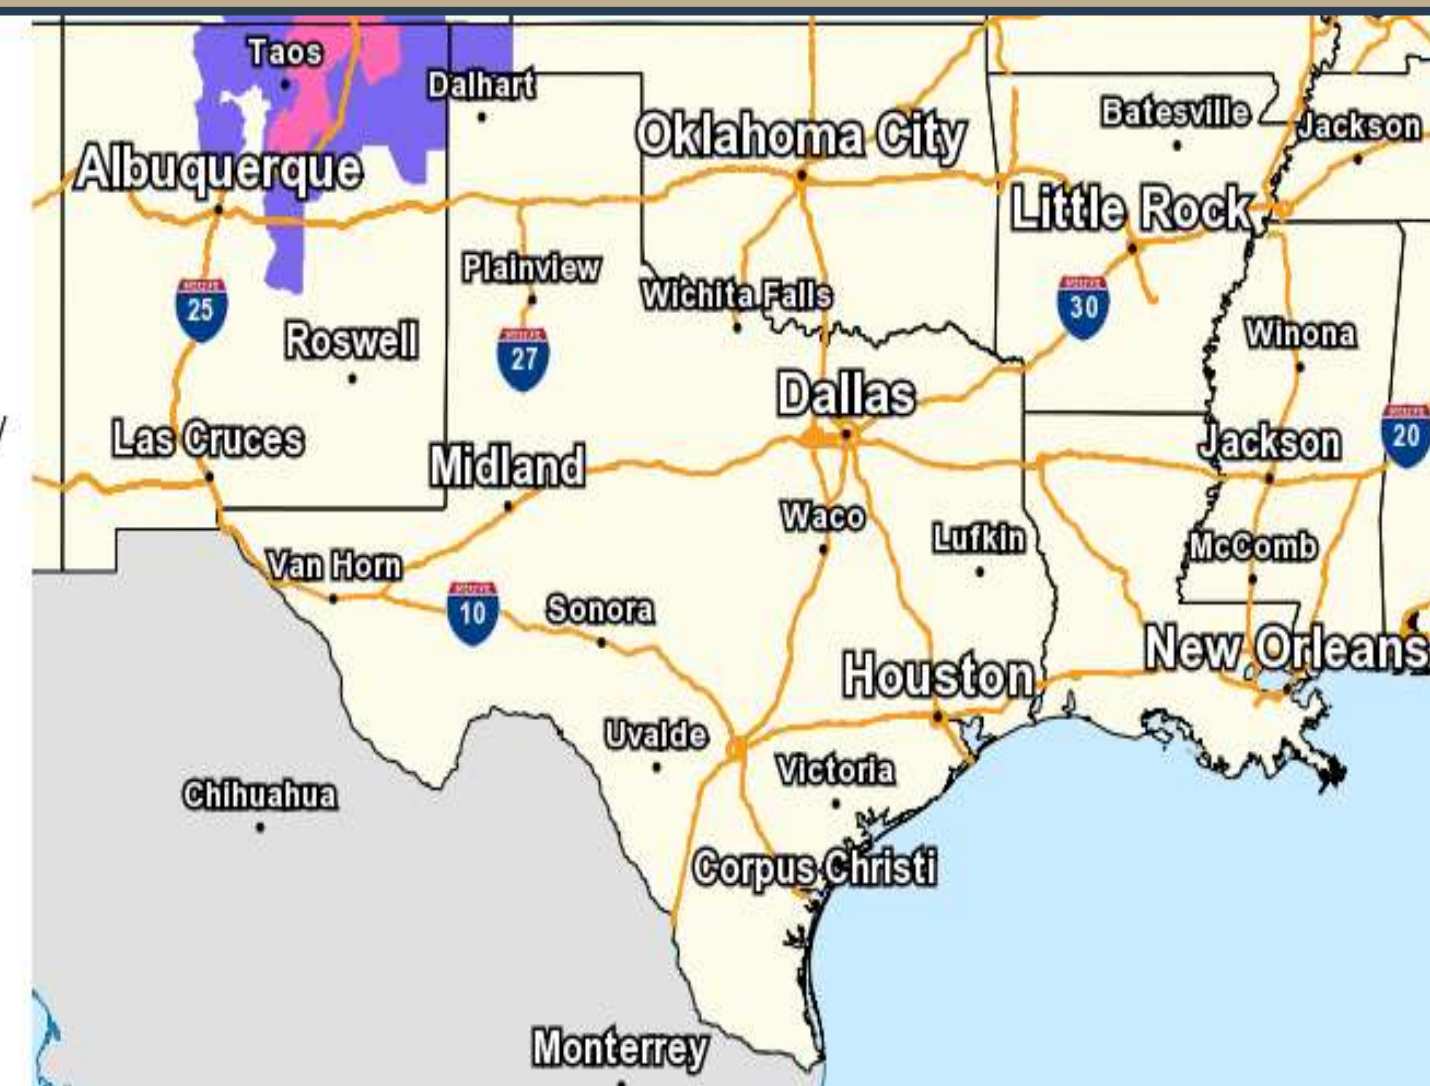 Taos
Dalhart
Oklahoma City
Batesville
Jackson
Albuquerque
Little Rock
Plainview
Wichita Falls
25
30
Roswell
27
Winona
Dallas
Las Cruces
Midland
Jackson
20
Waco
Lufkin
McComb
Van Horn
10
Sonora
New Orleans
Houston
Uvalde
Victoria
Chihuahua
Corpus Christi
Monterrey